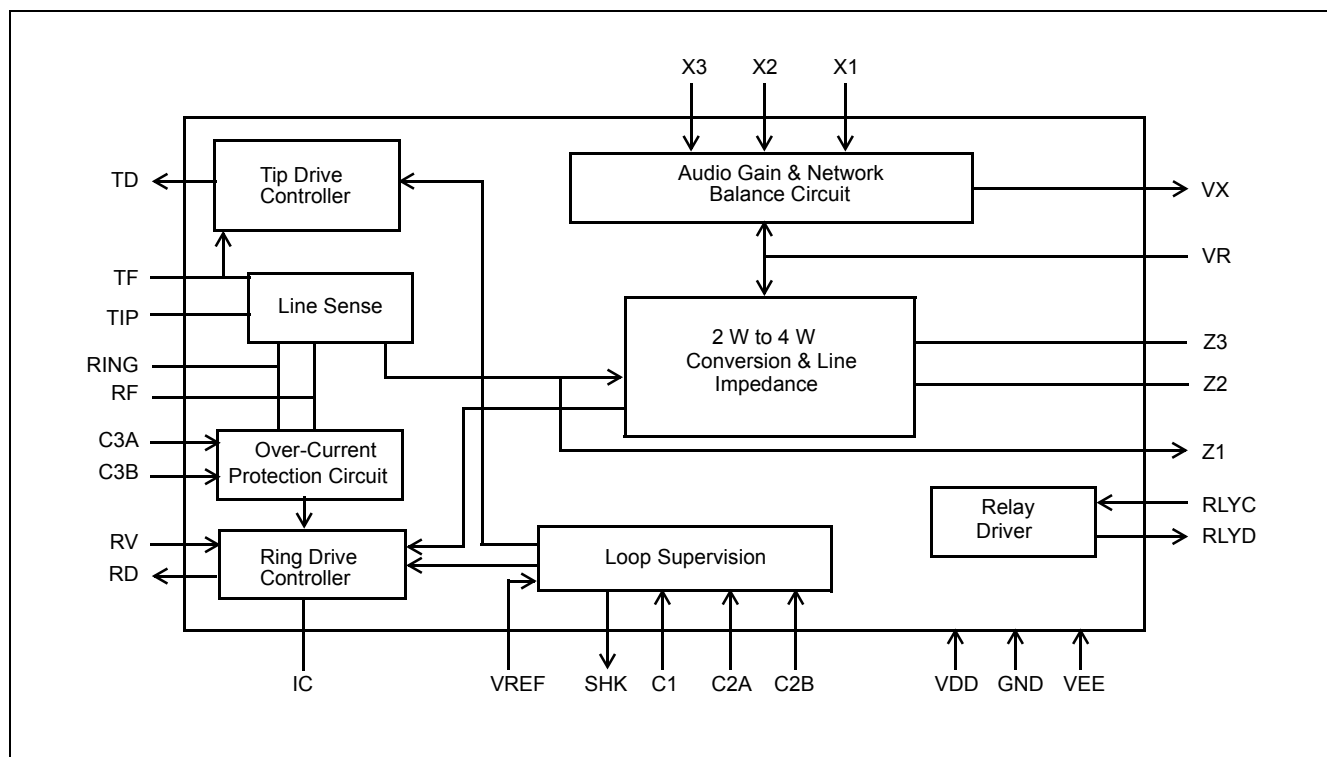 X3 X2 X1
TD
Tip Drive
Controller
Audio Gain & Network
Balance Circuit
VX
VR
TF
TIP
Line Sense
RING
RF
2 W to 4 W
Conversion & Line
Impedance
Z3
Z2
Z1
C3A
C3B
Over-Current
Protection Circuit
RV
RD
Ring Drive
Controller
Loop Supervision
Relay
Driver
RLYC
RLYD
IC VREF SHK C1 C2A C2B VDD GND VEE